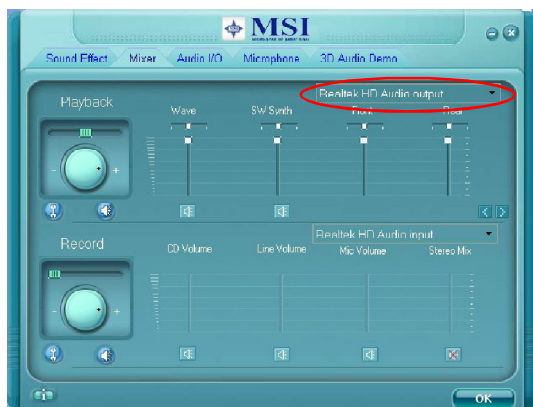 MSI
Sound Effect Mixer Audio I/O Microphone 3D Audio Demo
Realtek HD Audio output
Playback
Wave SW Synth Front Rear
- +
Realtek HD Audio input
Record
CD Volume Line Volume Mic Volume Stereo Mix
- +
OK